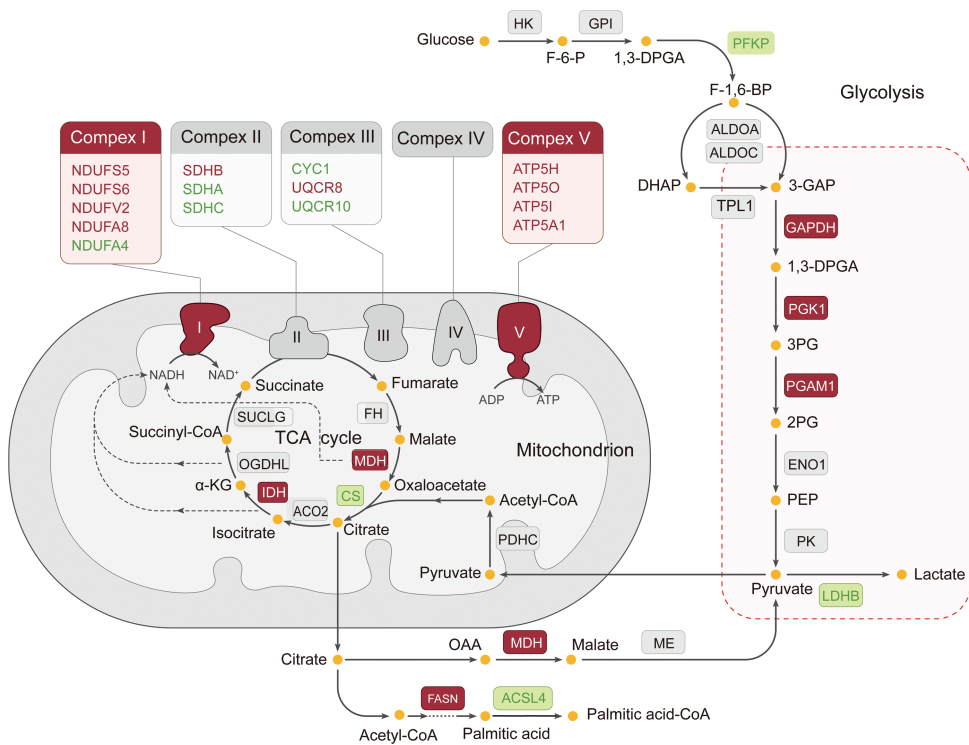 HK
GPI
Glucose
F-6-P
1,3-DPGA
PFKP
F-1,6-BP
Glycolysis
ALDOA
ALDOC
DHAP
3-GAP
TPL1
GAPDH
1,3-DPGA
PGK1
3PG
PGAM1
2PG
ENO1
PEP
PK
Pyruvate
Lactate
LDHB
Compex I
NDUFS5
NDUFS6
NDUFV2
NDUFA8
NDUFA4
Compex II
SDHB
SDHA
SDHC
Compex III
CYC1
UQCR8
UQCR10
Compex IV
Compex V
ATP5H
ATP5O
ATP5I
ATP5A1
I
II
III
IV
V
NADH
NAD+
ADP
ATP
Succinate
Fumarate
SUCLG
FH
Succinyl-CoA
TCA cycle
Malate
Mitochondrion
OGDHL
MDH
α-KG
IDH
CS
Oxaloacetate
Acetyl-CoA
ACO2
Isocitrate
Citrate
PDHC
Pyruvate
Citrate
OAA
MDH
Malate
ME
FASN
ACSL4
Acetyl-CoA
Palmitic acid
Palmitic acid-CoA